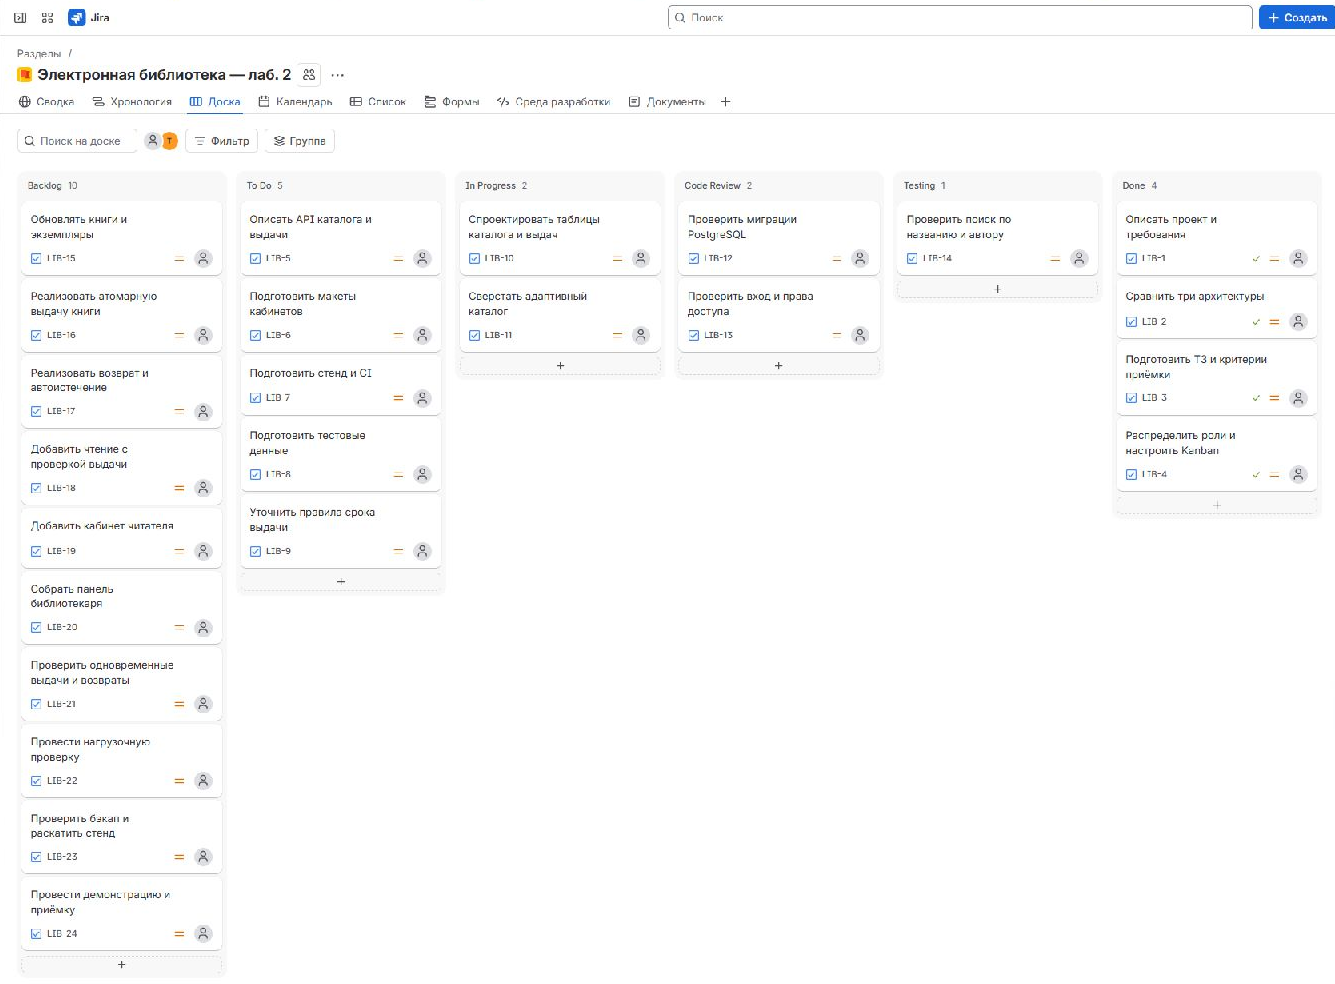 Jira
Поиск
Создать
Разделы /
Электронная библиотека — лаб. 2
Сводка
Хронология
Доска
Календарь
Список
Формы
Среда разработки
Документы
Поиск на доске
T
Фильтр
Группа
Backlog 10
Обновлять книги и
экземпляры
LIB-15
Реализовать атомарную
выдачу книги
LIB-16
Реализовать возврат и
автоистечение
LIB-17
Добавить чтение с
проверкой выдачи
LIB-18
Добавить кабинет читателя
LIB-19
Собрать панель
библиотекаря
LIB-20
Проверить одновременные
выдачи и возвраты
LIB-21
Провести нагрузочную
проверку
LIB-22
Проверить бэкап и
раскатить стенд
LIB-23
Провести демонстрацию и
приёмку
LIB-24
To Do 5
Описать API каталога и
выдачи
LIB-5
Подготовить макеты
кабинетов
LIB-6
Подготовить стенд и CI
LIB-7
Подготовить тестовые
данные
LIB-8
Уточнить правила срока
выдачи
LIB-9
In Progress 2
Спроектировать таблицы
каталога и выдач
LIB-10
Сверстать адаптивный
каталог
LIB-11
Code Review 2
Проверить миграции
PostgreSQL
LIB-12
Проверить вход и права
доступа
LIB-13
Testing 1
Проверить поиск по
названию и автору
LIB-14
Done 4
Описать проект и
требования
LIB-1
Сравнить три архитектуры
LIB-2
Подготовить ТЗ и критерии
приёмки
LIB-3
Распределить роли и
настроить Kanban
LIB-4